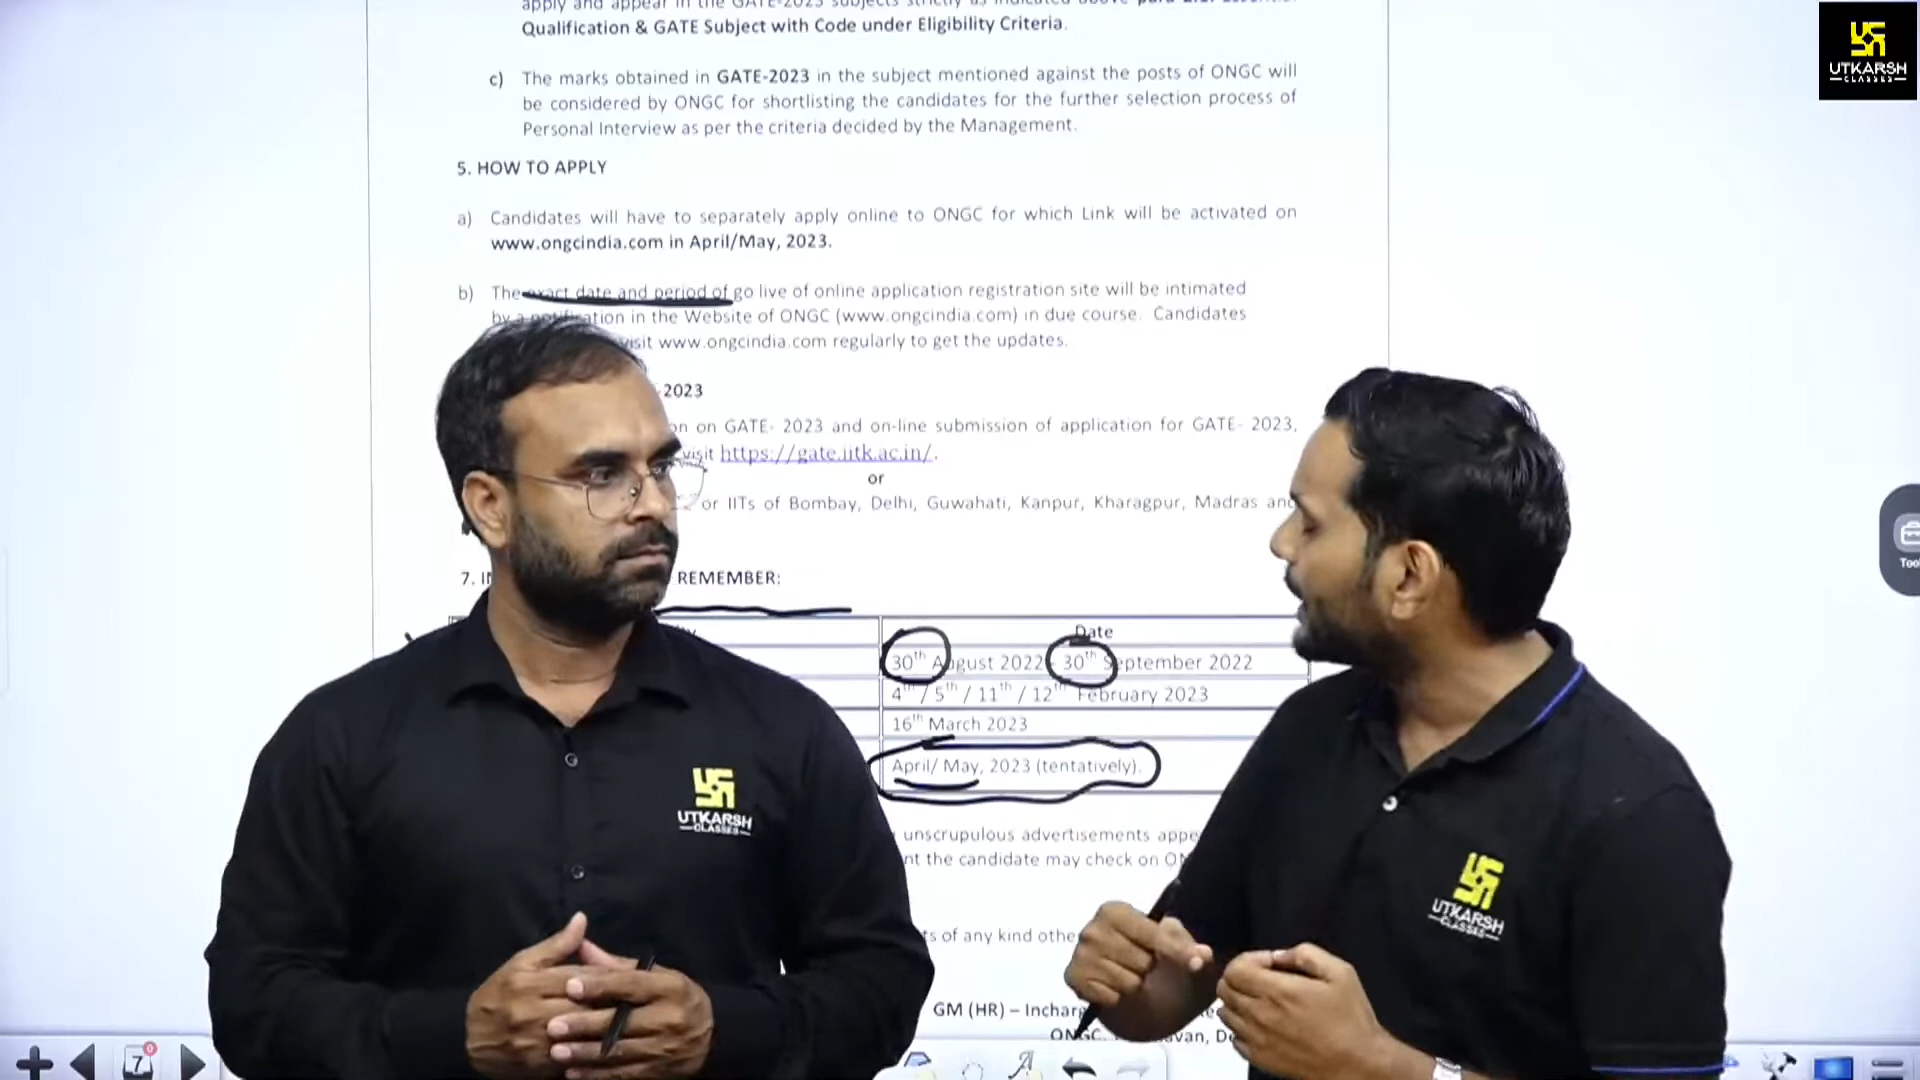 Qualification & GATE Subject with Code under Eligibility Criteria.
UTKARSH
CLASSES
c) The marks obtained in GATE-2023 in the subject mentioned against the posts of ONGC will
be considered by ONGC for shortlisting the candidates for the further selection process of
Personal Interview as per the criteria decided by the Management.
5. HOW TO APPLY
a) Candidates will have to separately apply online to ONGC for which Link will be activated on
www.ongcindia.com in April/May, 2023.
b) The exact date and period of go live of online application registration site will be intimated
in the Website of ONGC (www.ongcindia.com) in due course. Candidates
visit www.ongcindia.com regularly to get the updates.
2023
on GATE- 2023 and on-line submission of application for GATE- 2023,
visit https://gate.iitk.ac.in/.
or
or IITs of Bombay, Delhi, Guwahati, Kanpur, Kharagpur, Madras and
7. REMEMBER:
Date
30th August 2022 - 30th September 2022
4th / 5th / 11th / 12th February 2023
16th March 2023
April/ May, 2023 (tentatively).
unscrupulous advertisements
the candidate may check on
of any kind
GM (HR) –
ONGC,
UTKARSH
CLASSES
UTKARSH
CLASSES
7
0